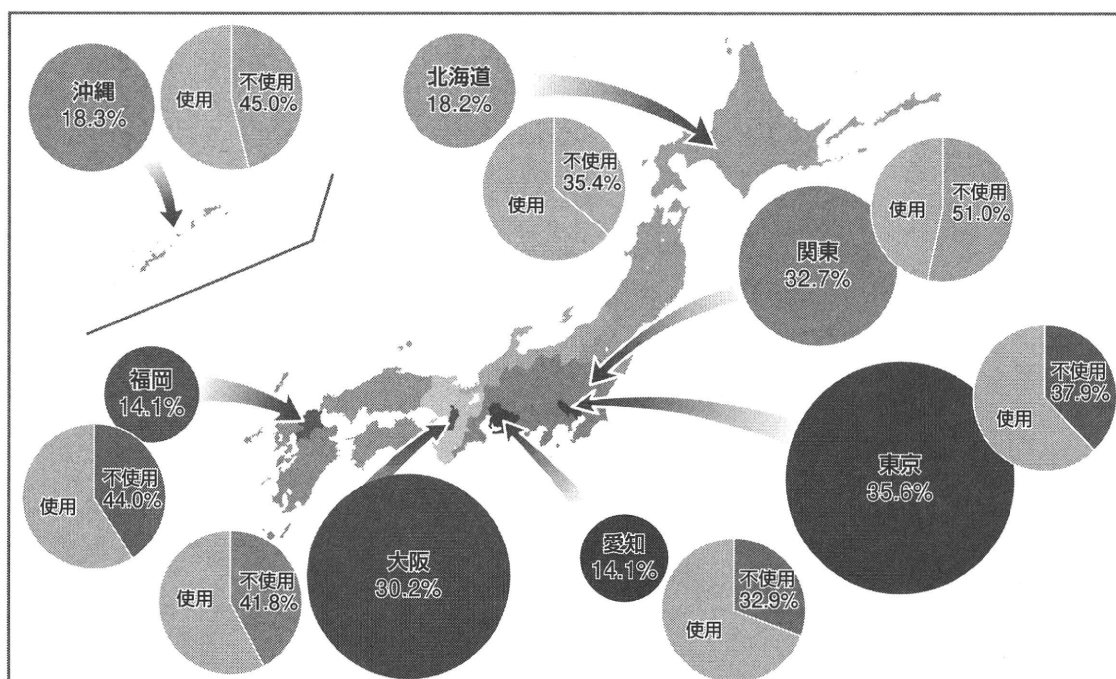 沖縄
18.3%
使用
不使用
45.0%
北海道
18.2%
使用
不使用
35.4%
関東
32.7%
使用
不使用
51.0%
福岡
14.1%
使用
不使用
44.0%
東京
35.6%
使用
不使用
37.9%
大阪
30.2%
使用
不使用
41.8%
愛知
14.1%
使用
不使用
32.9%